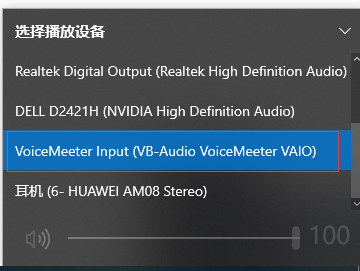 选择播放设备
Realtek Digital Output (Realtek High Definition Audio)
DELL D2421H (NVIDIA High Definition Audio)
VoiceMeeter Input (VB-Audio VoiceMeeter VAIO)
耳机 (6- HUAWEI AM08 Stereo)
100